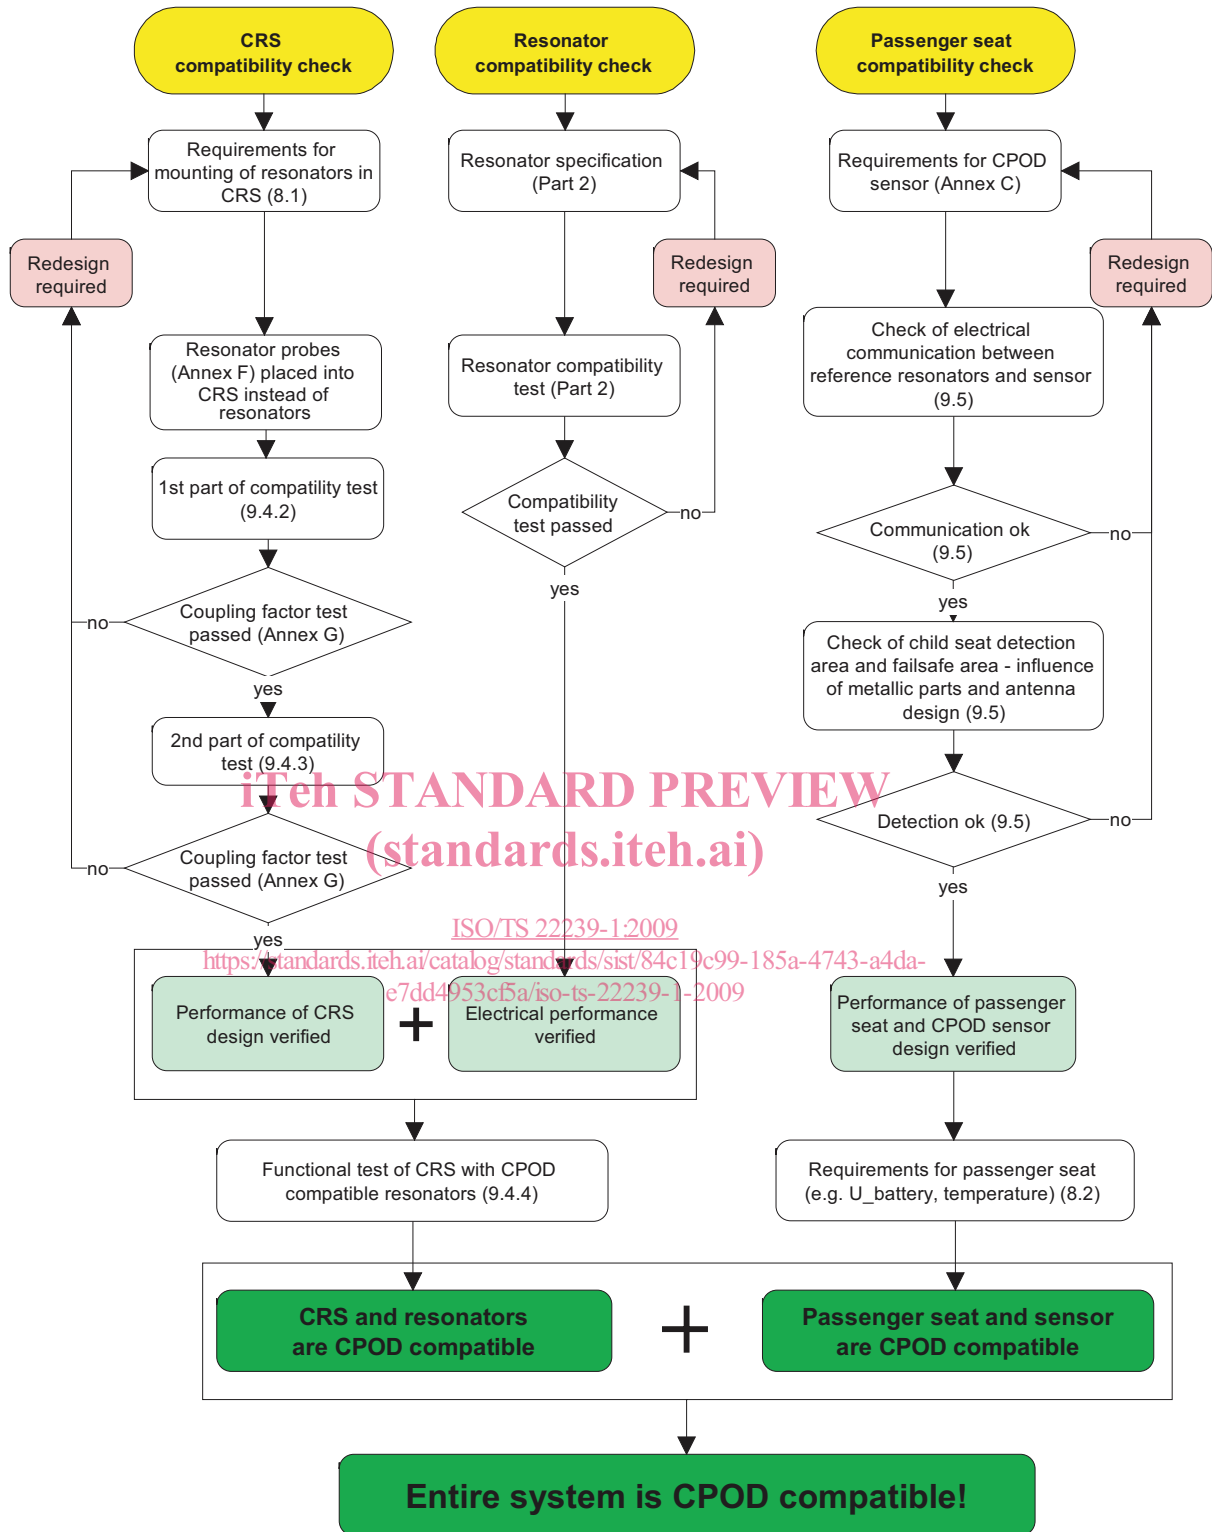 CRS
compatibility check
Resonator
compatibility check
Passenger seat
compatibility check
Requirements for
mounting of resonators in
CRS (8.1)
Resonator specification
(Part 2)
Requirements for CPOD
sensor (Annex C)
Redesign
required
Redesign
required
Redesign
required
Resonator probes
(Annex F) placed into
CRS instead of
resonators
Resonator compatibility
test (Part 2)
Check of electrical
communication between
reference resonators and sensor
(9.5)
1st part of compatility test
(9.4.2)
Compatibility
test passed
no
Communication ok
(9.5)
no
yes
yes
Coupling factor test
passed (Annex G)
no
yes
Check of child seat detection
area and failsafe area - influence
of metallic parts and antenna
design (9.5)
2nd part of compatility
test (9.4.3)
iTeh STANDARD PREVIEW
(standards.iteh.ai)
Detection ok (9.5)
no
yes
Coupling factor test
passed (Annex G)
no
yes
ISO/TS 22239-1:2009
https://standards.iteh.ai/catalog/standards/sist/84c19c99-185a-4743-a4da-
e7dd4953cf5a/iso-ts-22239-1-2009
Performance of CRS
design verified
+
Electrical performance
verified
Performance of passenger
seat and CPOD sensor
design verified
Functional test of CRS with CPOD
compatible resonators (9.4.4)
Requirements for passenger seat
(e.g. U_battery, temperature) (8.2)
CRS and resonators
are CPOD compatible
+
Passenger seat and sensor
are CPOD compatible
Entire system is CPOD compatible!